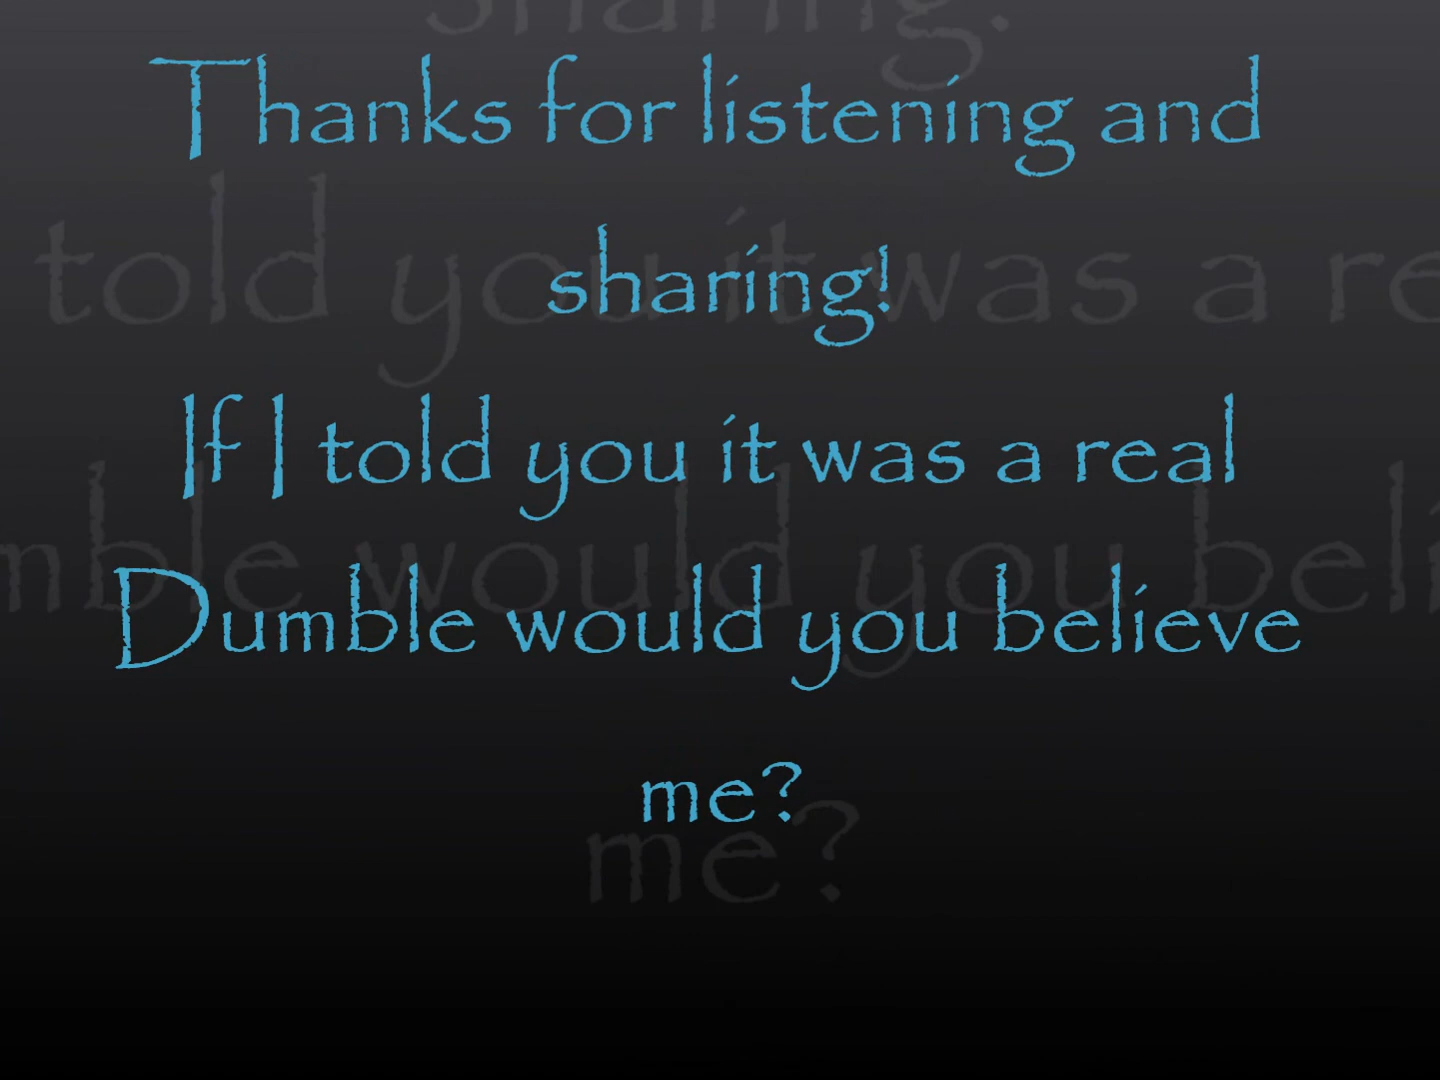 Thanks for listening and
sharing!
If I told you it was a real
Dumble would you believe
me?